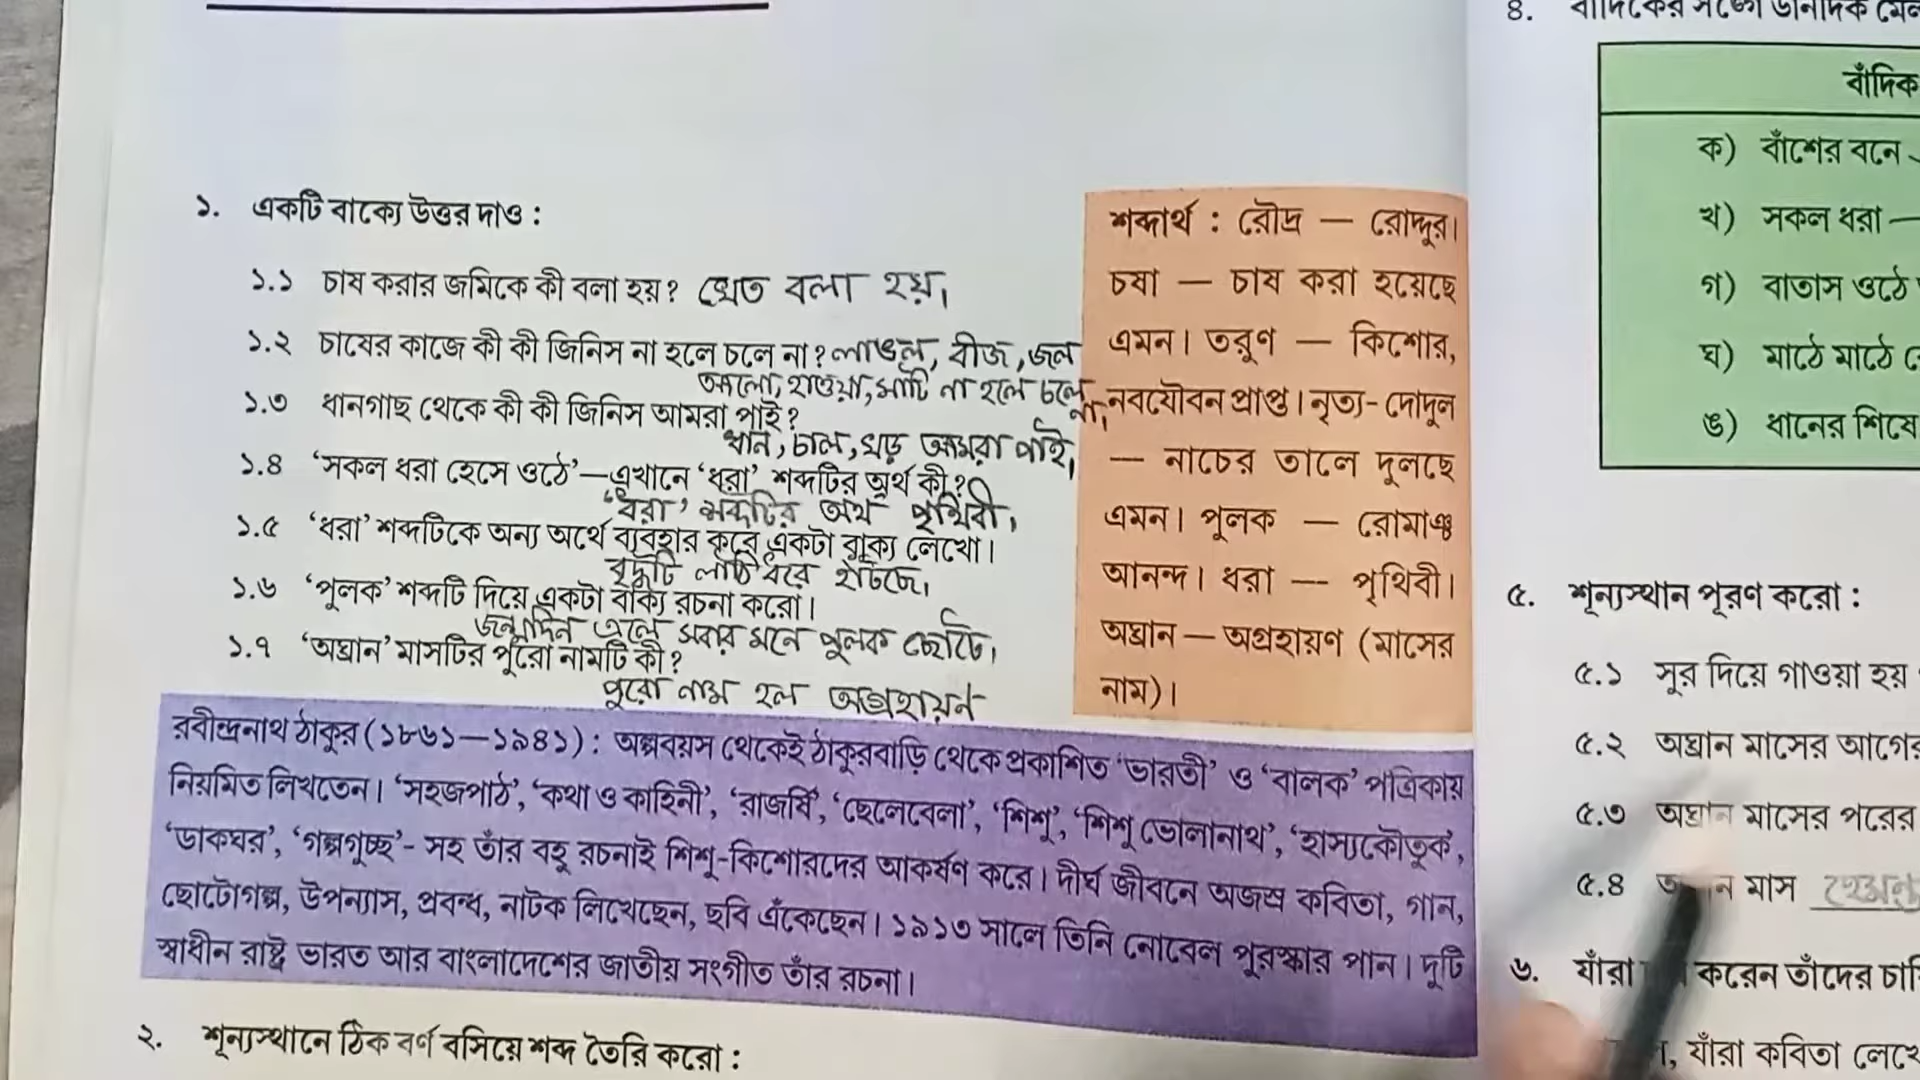 ১. একটি বাক্যে উত্তর দাও :
১.১ চাষ করার জমিকে কী বলা হয়? খেত বলা হয়।
১.২ চাষের কাজে কী কী জিনিস না হলে চলে না? লাঙল, বীজ, জল
আলো, হাওয়া, মাটি না হলে চলে না,
১.৩ ধানগাছ থেকে কী কী জিনিস আমরা পাই?
ধান, চাল, খড় আমরা পাই,
১.৪ ‘সকল ধরা হেসে ওঠে’—এখানে ‘ধরা’ শব্দটির অর্থ কী?
‘ধরা’ শব্দটির অর্থ পৃথিবী,
১.৫ ‘ধরা’ শব্দটিকে অন্য অর্থে ব্যবহার করে একটা বাক্য লেখো।
বৃদ্ধটি লাঠি ধরে হাঁটছে,
১.৬ ‘পুলক’ শব্দটি দিয়ে একটা বাক্য রচনা করো।
জন্মদিন এলে সবার মনে পুলক ছোটে,
১.৭ ‘অঘ্রান’ মাসটির পুরো নামটি কী?
পুরো নাম হল অগ্রহায়ন
শব্দার্থ : রৌদ্র — রোদ্দুর।
চষা — চাষ করা হয়েছে
এমন। তরুণ — কিশোর,
নবযৌবন প্রাপ্ত। নৃত্য-দোদুল
— নাচের তালে দুলছে
এমন। পুলক — রোমাঞ্চ
আনন্দ। ধরা — পৃথিবী।
অঘ্রান — অগ্রহায়ণ (মাসের
নাম)।
রবীন্দ্রনাথ ঠাকুর (১৮৬১—১৯৪১) : অল্পবয়স থেকেই ঠাকুরবাড়ি থেকে প্রকাশিত ‘ভারতী’ ও ‘বালক’ পত্রিকায়
নিয়মিত লিখতেন। ‘সহজপাঠ’, ‘কথা ও কাহিনী’, ‘রাজর্ষি’, ‘ছেলেবেলা’, ‘শিশু’, ‘শিশু ভোলানাথ’, ‘হাস্যকৌতুক’,
‘ডাকঘর’, ‘গল্পগুচ্ছ’- সহ তাঁর বহু রচনাই শিশু-কিশোরদের আকর্ষণ করে। দীর্ঘ জীবনে অজস্র কবিতা, গান,
ছোটোগল্প, উপন্যাস, প্রবন্ধ, নাটক লিখেছেন, ছবি এঁকেছেন। ১৯১৩ সালে তিনি নোবেল পুরস্কার পান। দুটি
স্বাধীন রাষ্ট্র ভারত আর বাংলাদেশের জাতীয় সংগীত তাঁর রচনা।
২. শূন্যস্থানে ঠিক বর্ণ বসিয়ে শব্দ তৈরি করো :
৪. বাঁদিকের সঙ্গে ডানদিক
বাঁদিক
ক) বাঁশের বনে
খ) সকল ধরা —
গ) বাতাস ওঠে
ঘ) মাঠে মাঠে
ঙ) ধানের শিষে
৫. শূন্যস্থান পূরণ করো :
৫.১ সুর দিয়ে গাওয়া হয়
৫.২ অঘ্রান মাসের আগের
৫.৩ অঘ্রান মাসের পরের
৫.৪ মাস হেমন্ত
৬. যাঁরা করেন তাঁদের
যাঁরা কবিতা